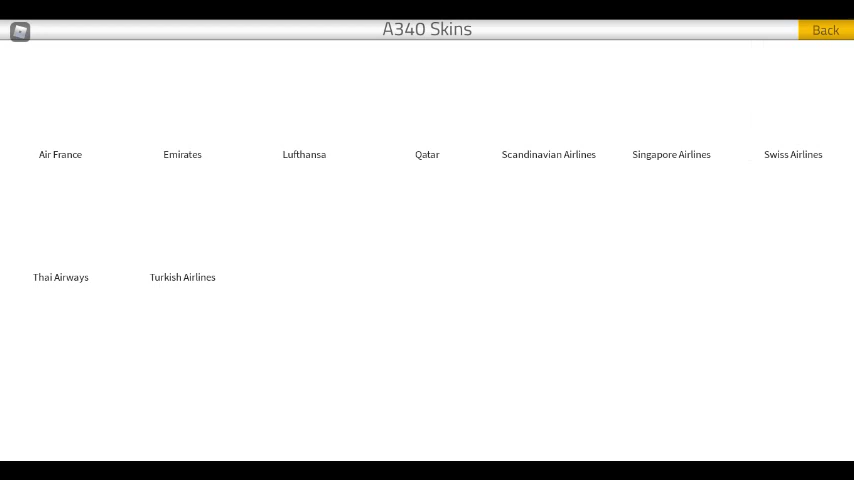 A340 Skins
Back
Air France
Emirates
Lufthansa
Qatar
Scandinavian Airlines
Singapore Airlines
Swiss Airlines
Thai Airways
Turkish Airlines